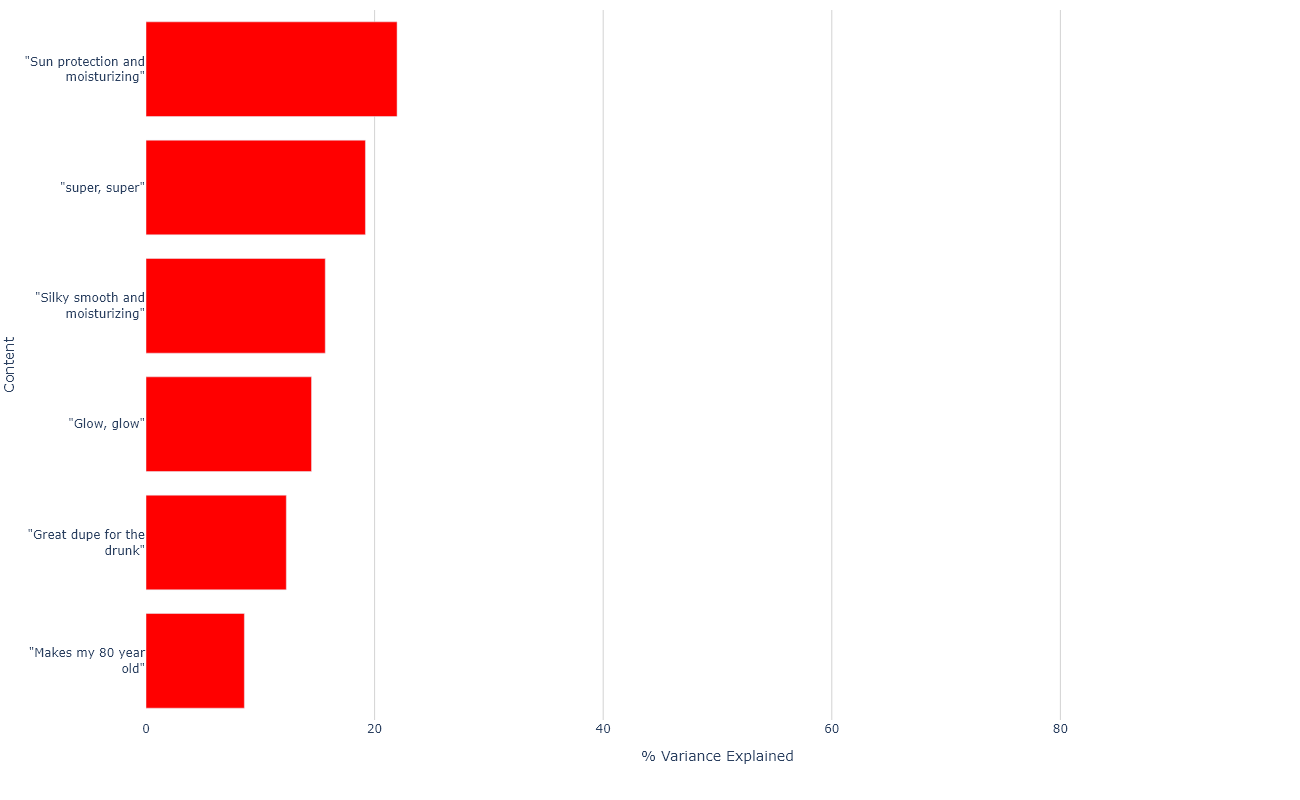 "Sun protection and
moisturizing"
"super, super"
"Silky smooth and
moisturizing"
Content
"Glow, glow"
"Great dupe for the
drunk"
"Makes my 80 year
old"
0 20 40 60 80
% Variance Explained